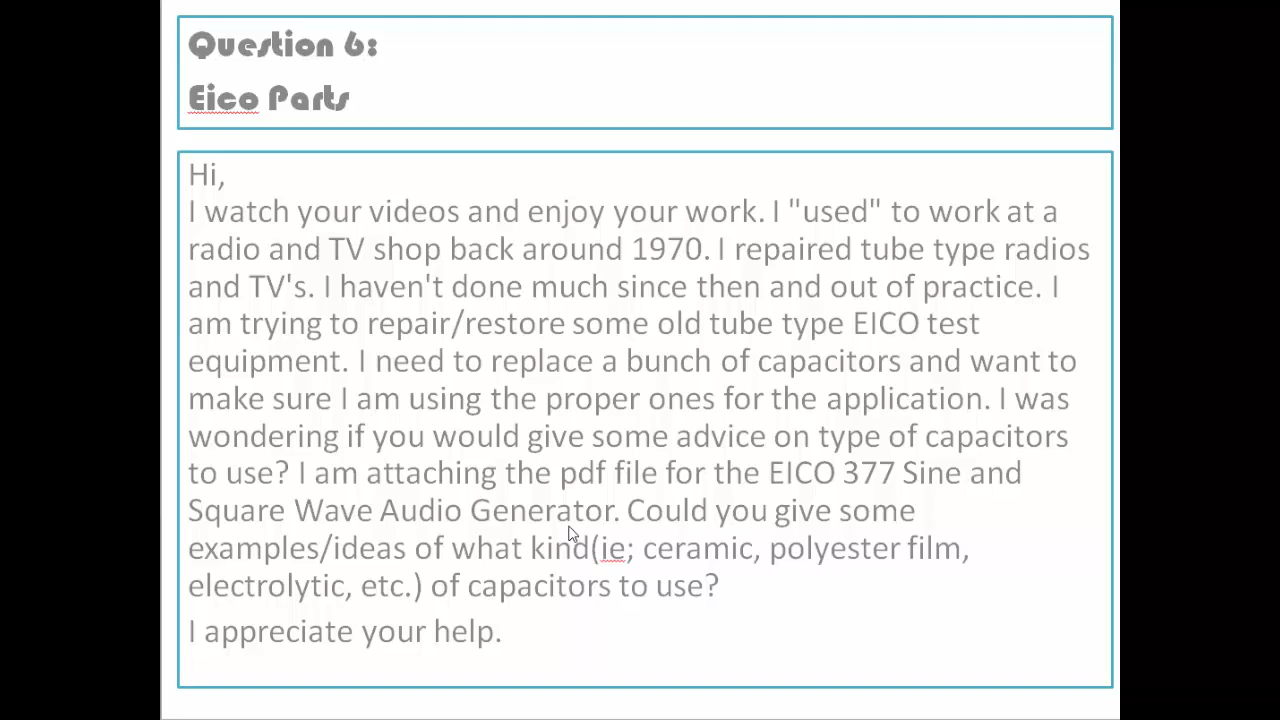 Question 6:
Eico Parts
Hi,
I watch your videos and enjoy your work. I "used" to work at a
radio and TV shop back around 1970. I repaired tube type radios
and TV's. I haven't done much since then and out of practice. I
am trying to repair/restore some old tube type EICO test
equipment. I need to replace a bunch of capacitors and want to
make sure I am using the proper ones for the application. I was
wondering if you would give some advice on type of capacitors
to use? I am attaching the pdf file for the EICO 377 Sine and
Square Wave Audio Generator. Could you give some
examples/ideas of what kind(ie; ceramic, polyester film,
electrolytic, etc.) of capacitors to use?
I appreciate your help.